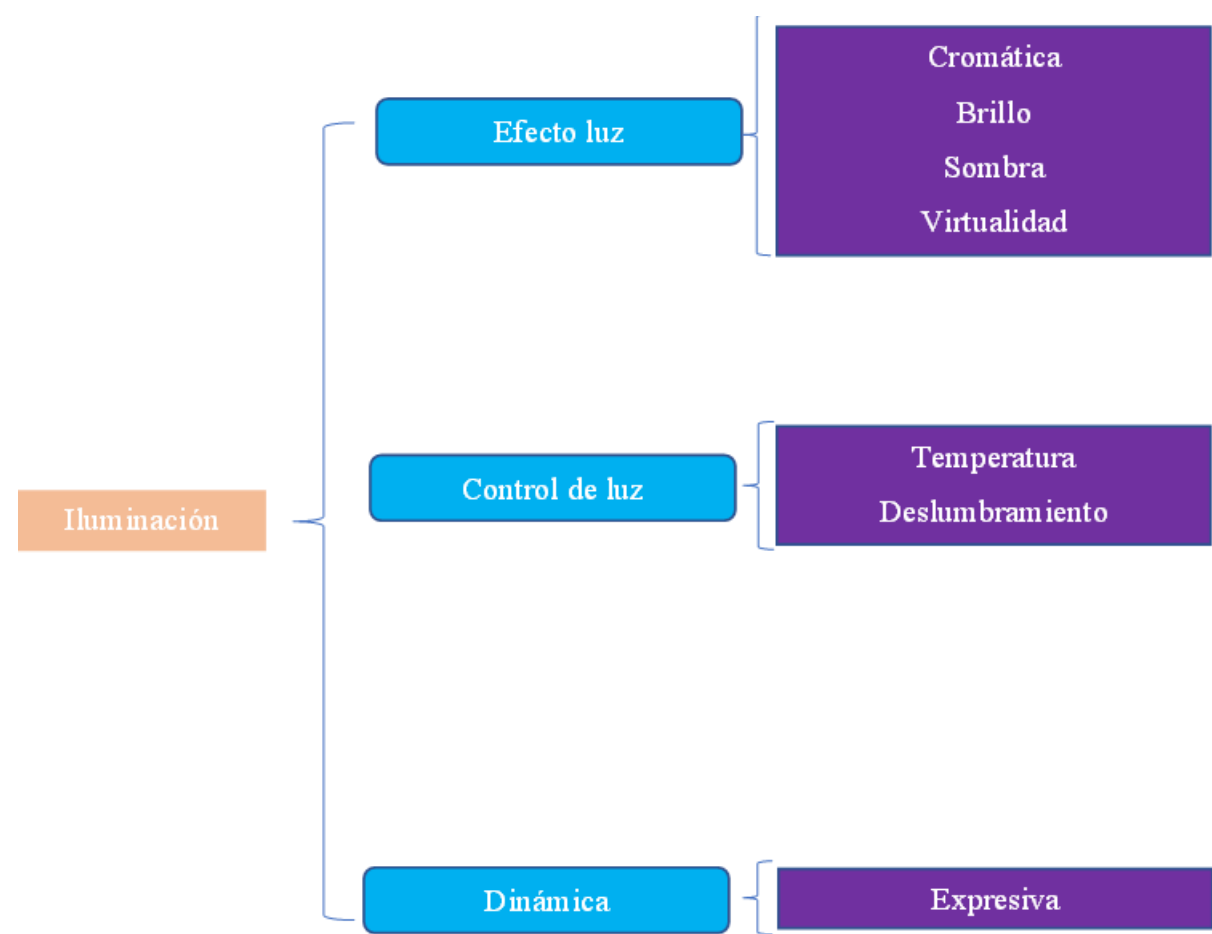 Iluminación
Efecto luz
Cromática
Brillo
Sombra
Virtualidad
Control de luz
Temperatura
Deslumbramiento
Dinámica
Expresiva